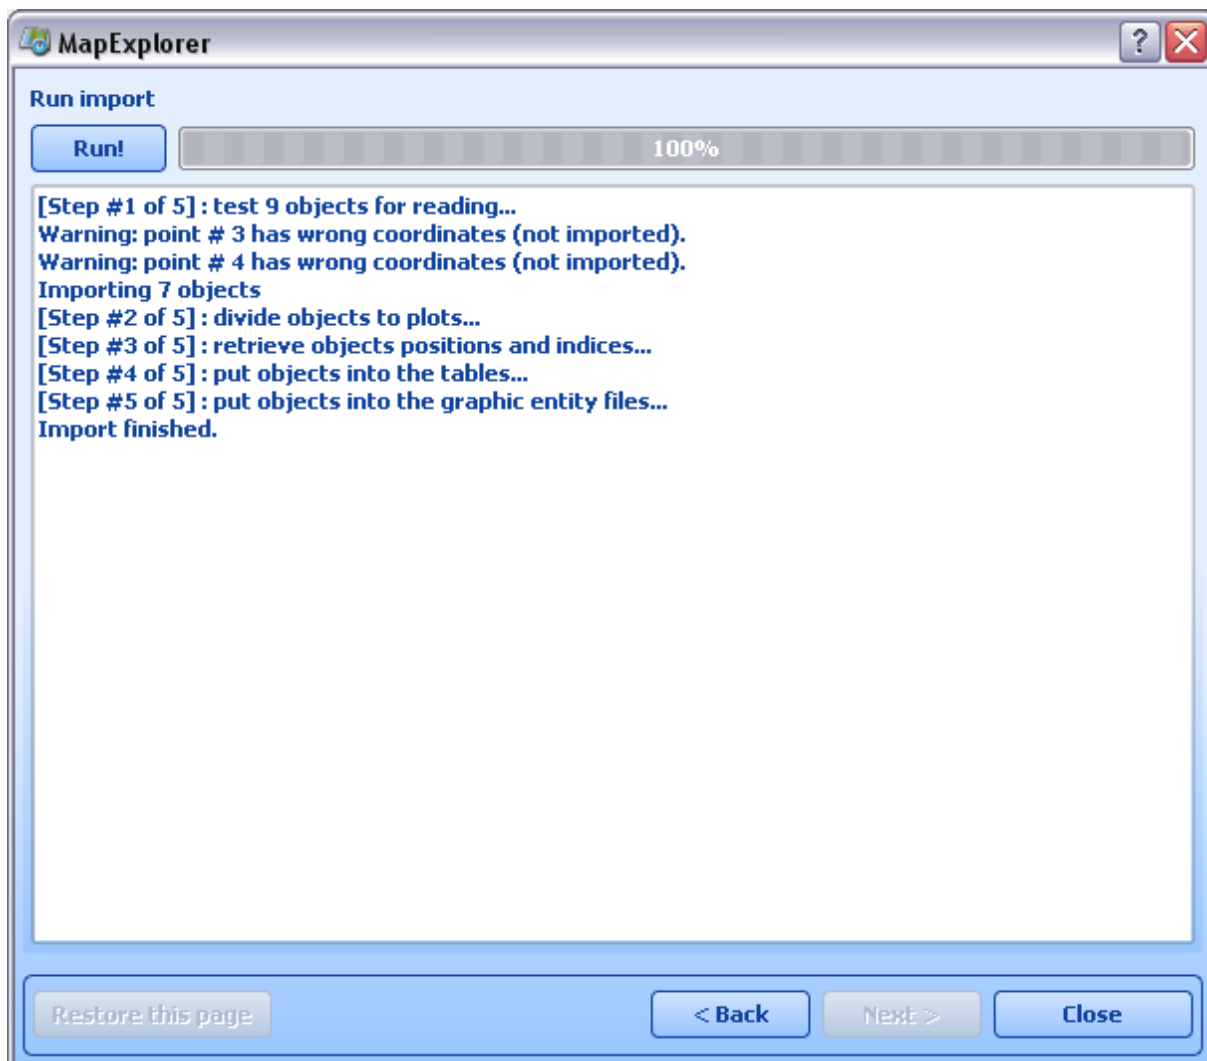 MapExplorer
Run import
Run!
100%
[Step #1 of 5] : test 9 objects for reading...
Warning: point # 3 has wrong coordinates (not imported).
Warning: point # 4 has wrong coordinates (not imported).
Importing 7 objects
[Step #2 of 5] : divide objects to plots...
[Step #3 of 5] : retrieve objects positions and indices...
[Step #4 of 5] : put objects into the tables...
[Step #5 of 5] : put objects into the graphic entity files...
Import finished.
Restore this page
< Back
Next >
Close